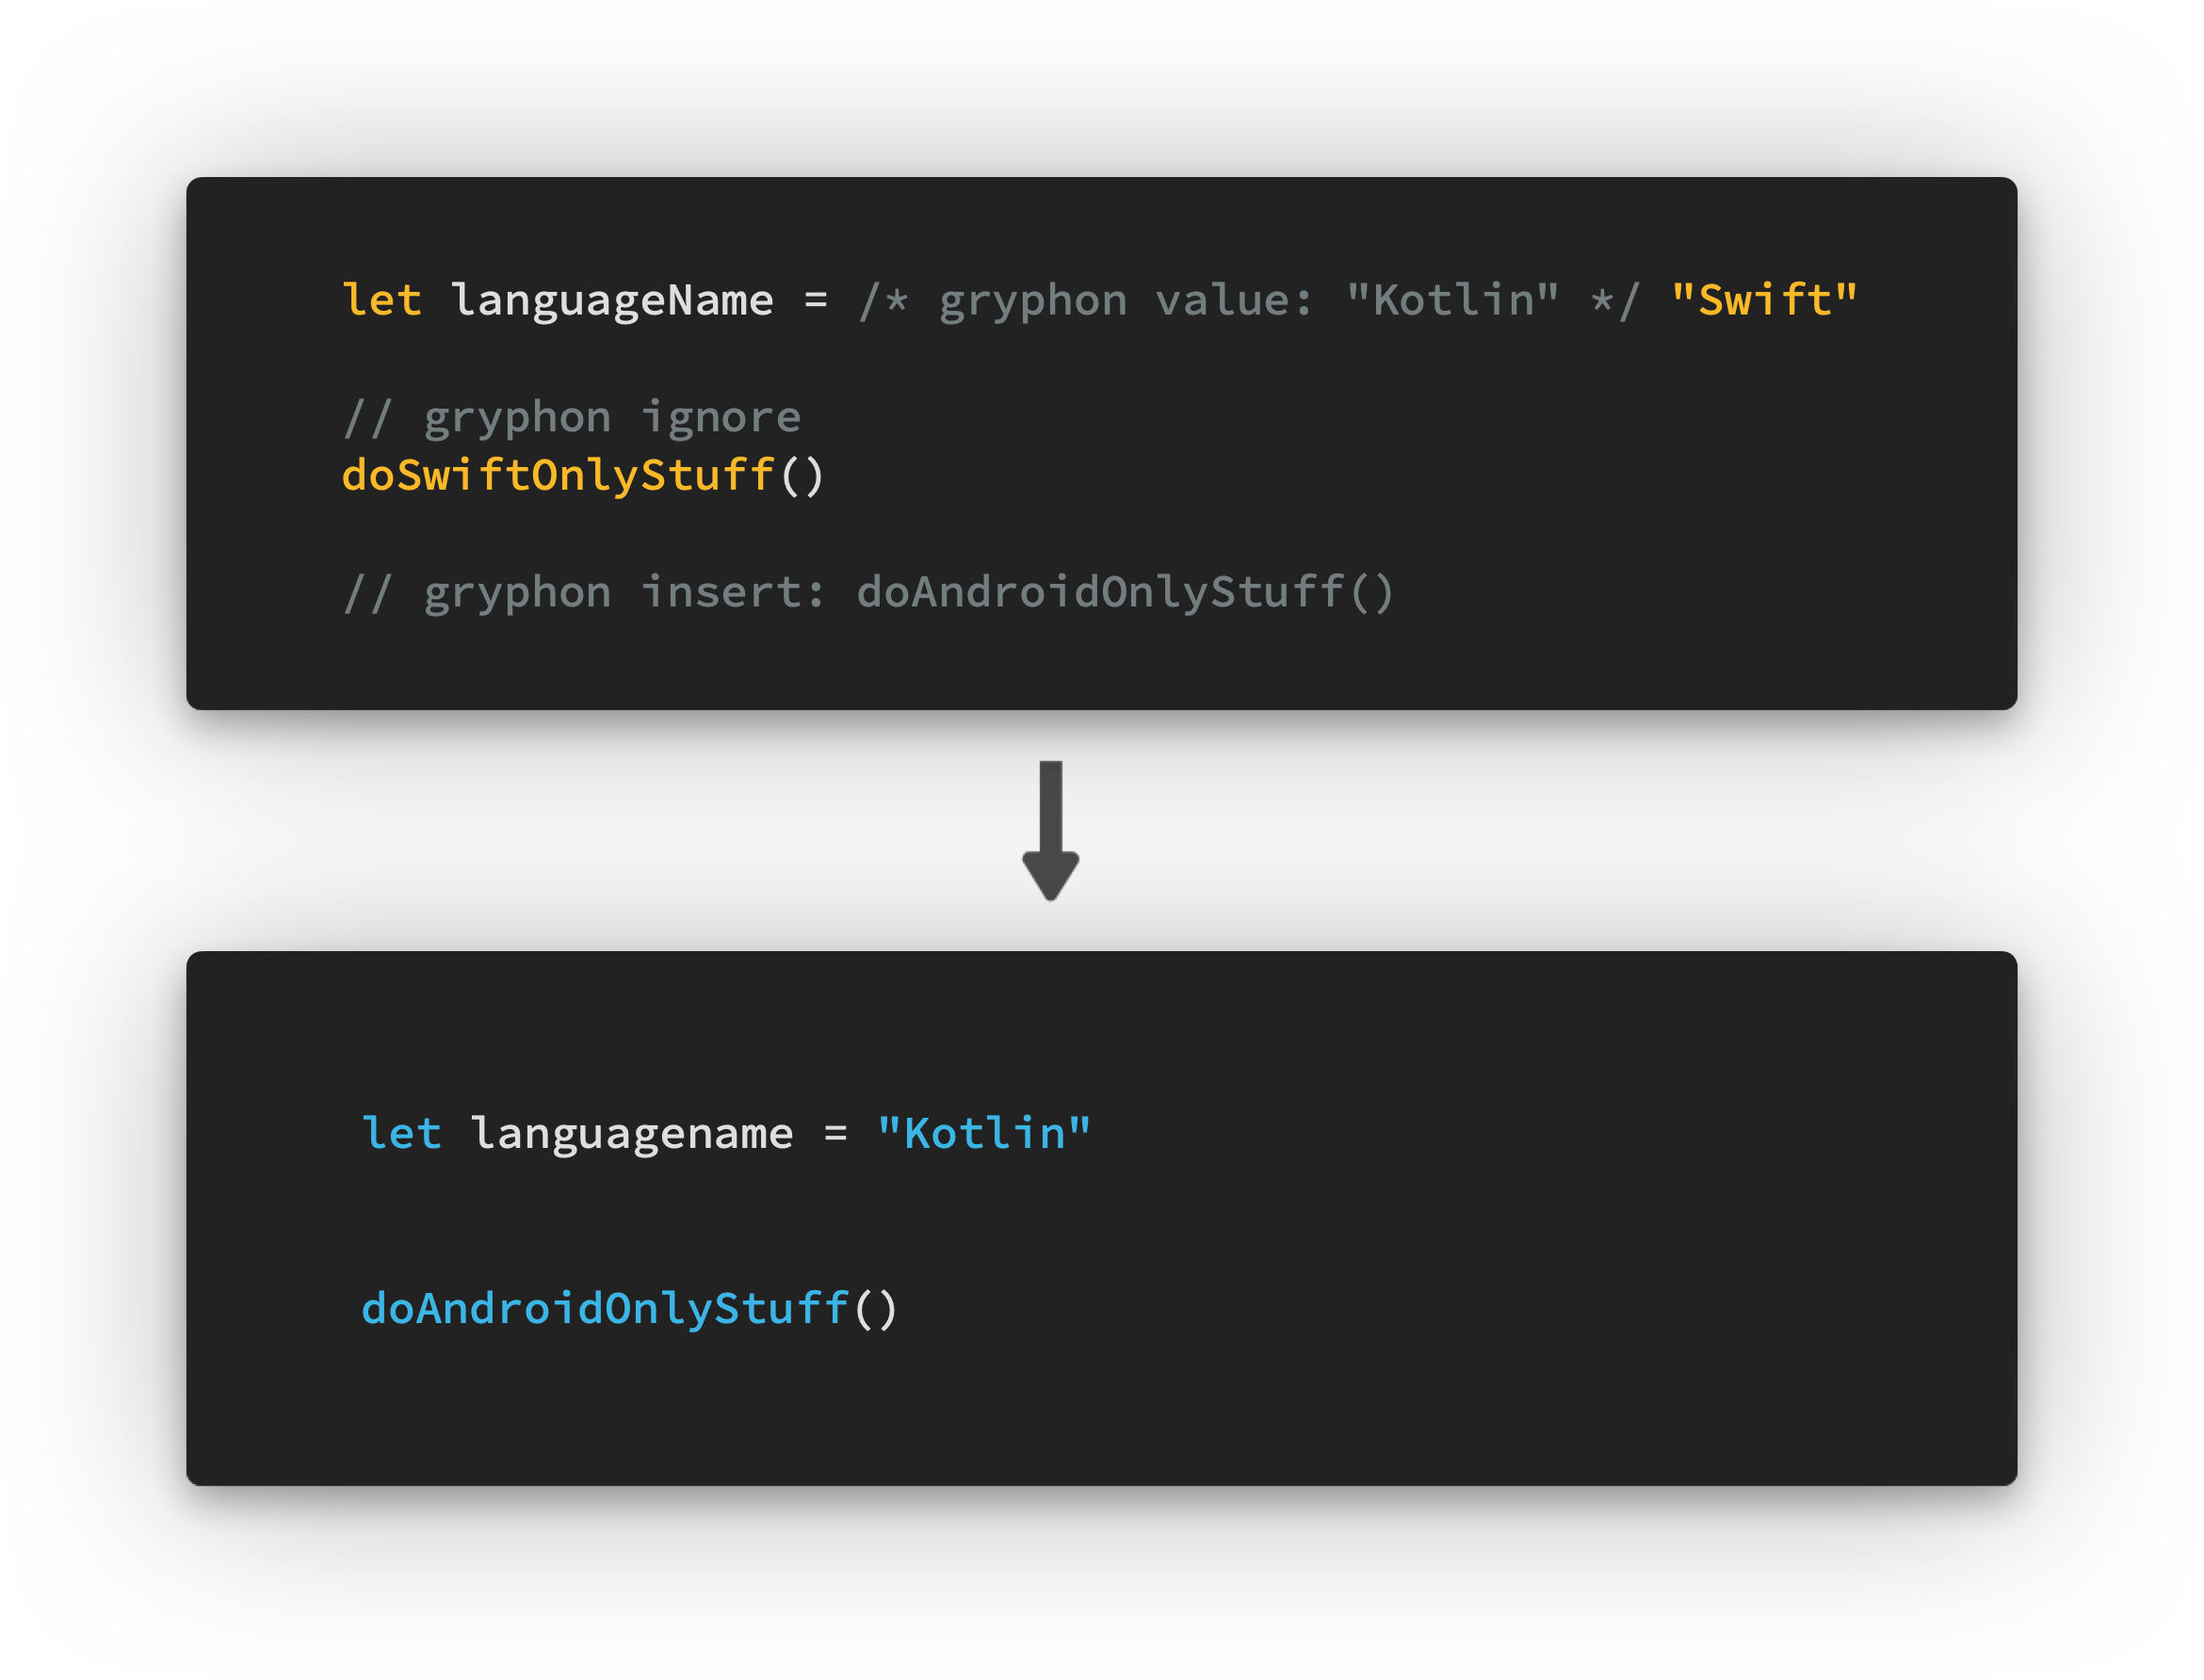 let languageName = /* gryphon value: "Kotlin" */ "Swift"
// gryphon ignore
doSwiftOnlyStuff()
// gryphon insert: doAndroidOnlyStuff()
let languagename = "Kotlin"
doAndroidOnlyStuff()